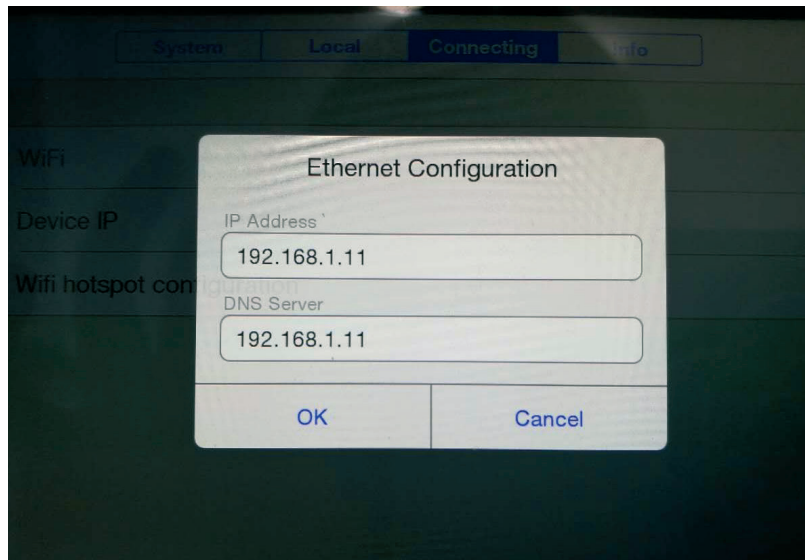 System Local Connecting Info
WiFi
Ethernet Configuration
Device IP
IP Address
192.168.1.11
Wifi hotspot configuration
DNS Server
192.168.1.11
OK Cancel